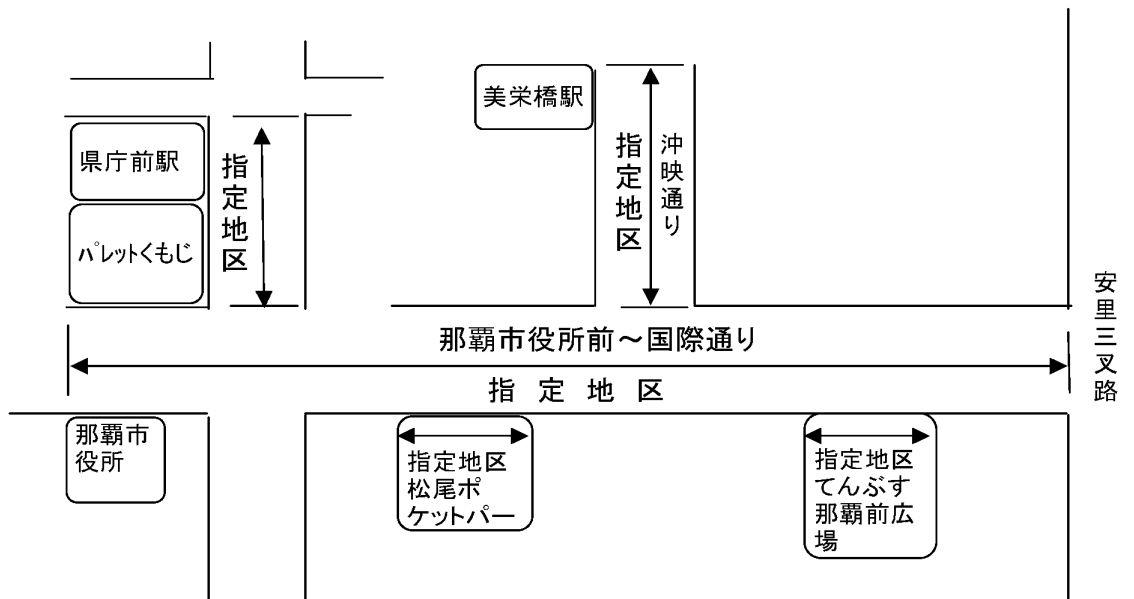 美栄橋駅
県庁前駅
パレットくもじ
指定地区
指定地区
沖映通り
安里三叉路
那覇市役所前～国際通り
指定地区
那覇市
役所
指定地区
松尾ポ
ケットパー
指定地区
てんぶす
那覇前広
場